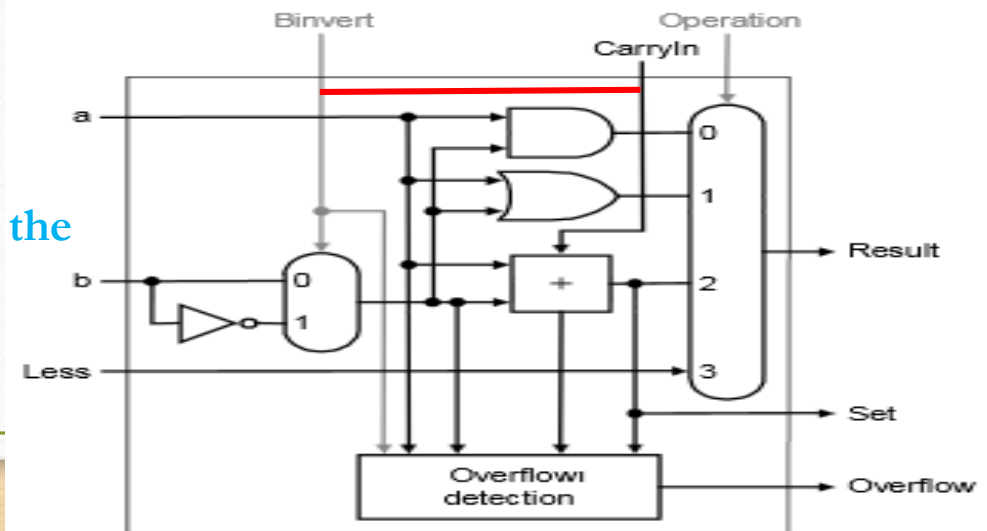 Binvert Operation
CarryIn
a
0
1
the
b 0
+
2
Result
1
Less
3
Set
Overflowı
detection
Overflow